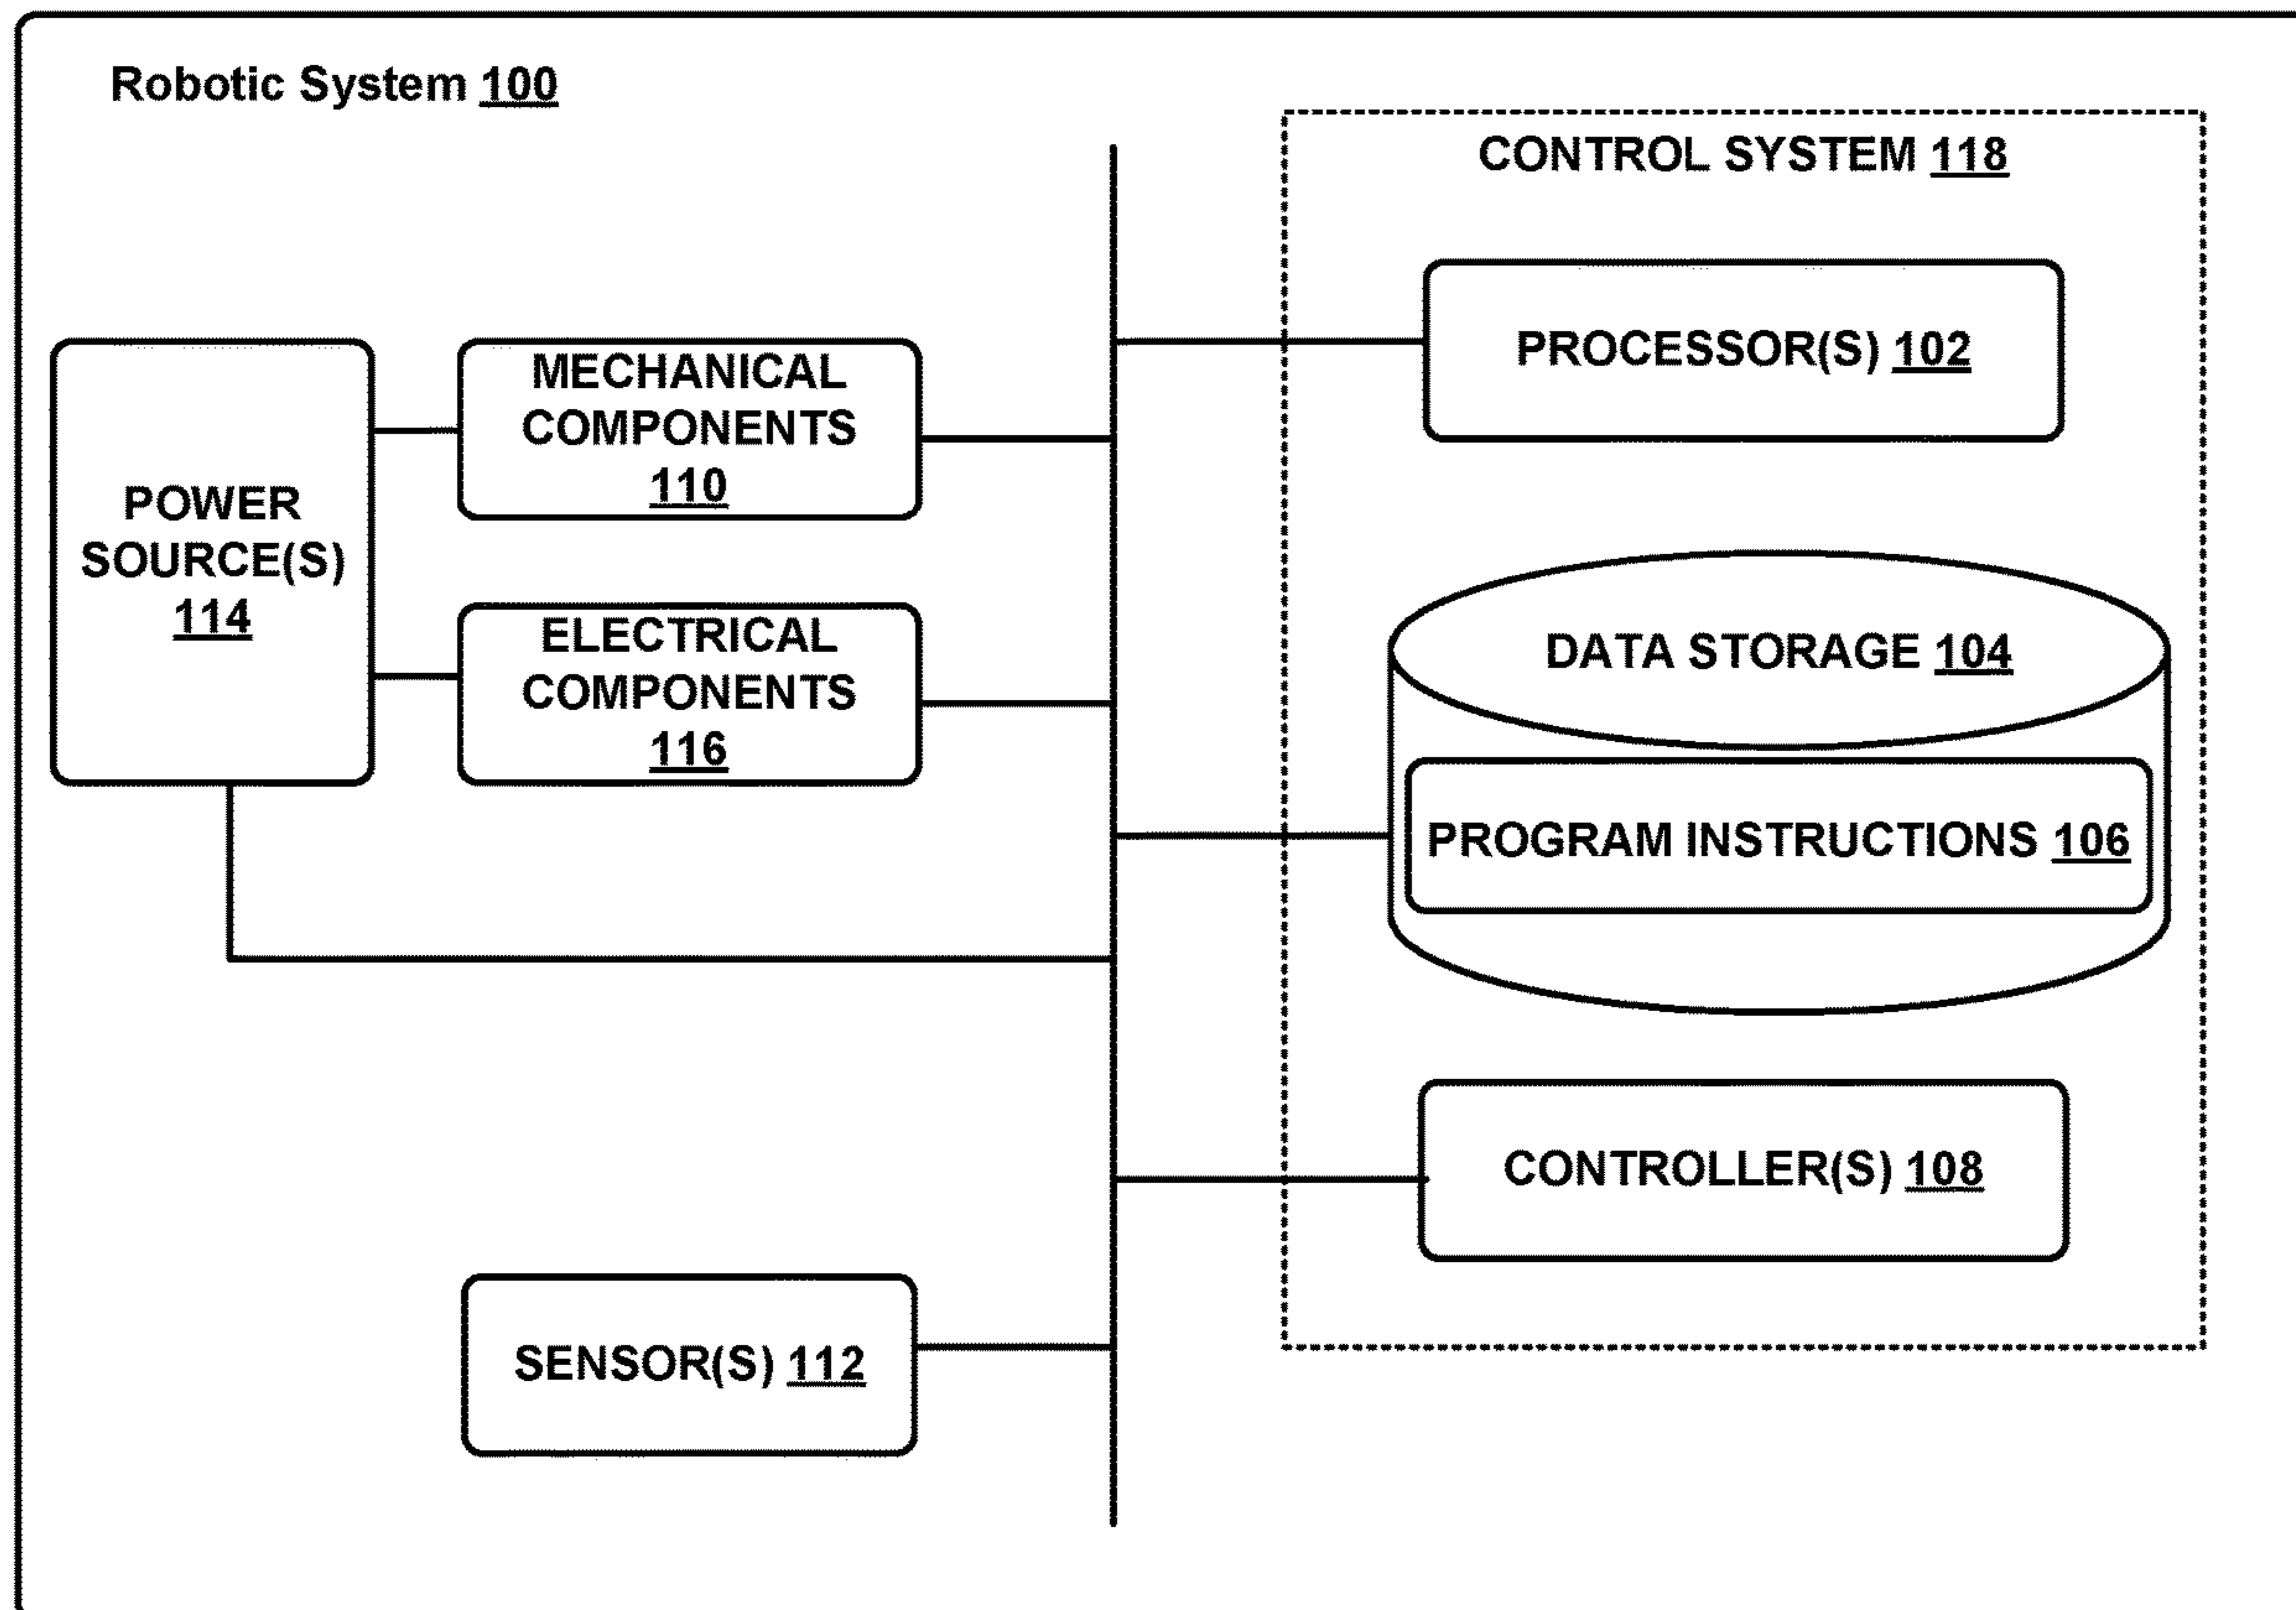 Robotic System 100
CONTROL SYSTEM 118
PROCESSOR(S) 102
MECHANICAL
COMPONENTS
110
POWER
SOURCE(S)
114
ELECTRICAL
COMPONENTS
116
DATA STORAGE 104
PROGRAM INSTRUCTIONS 106
CONTROLLER(S) 108
SENSOR(S) 112